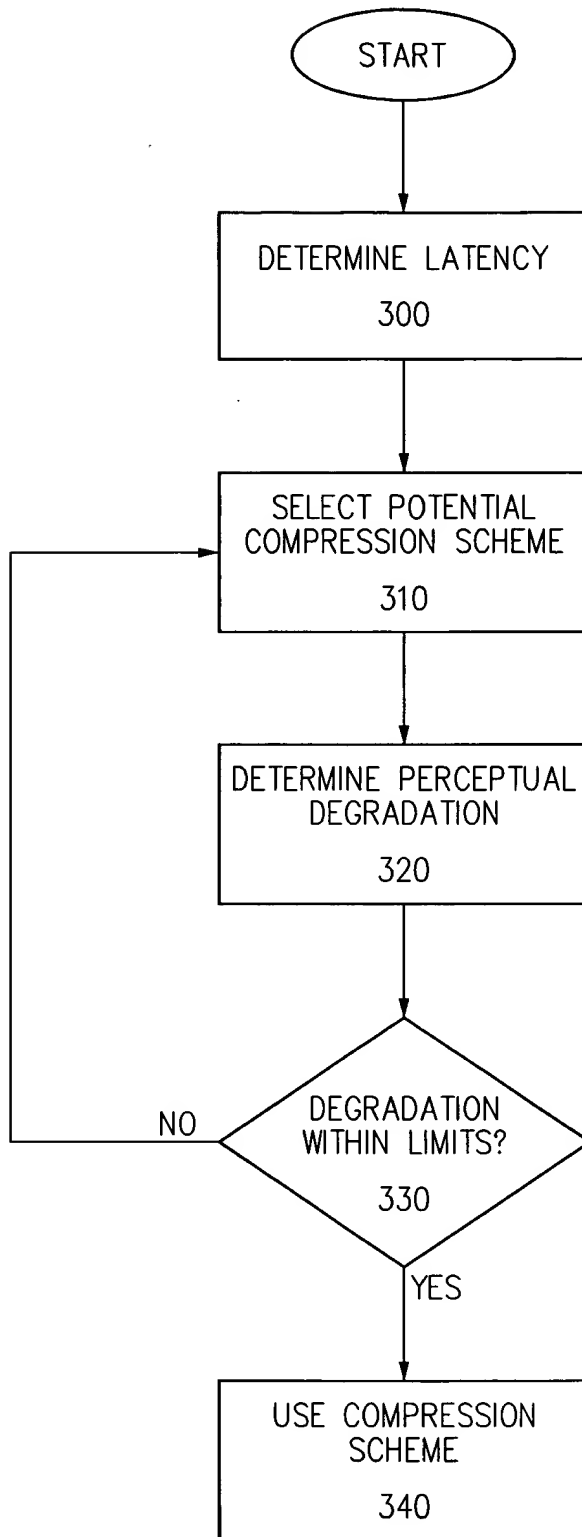 START
DETERMINE LATENCY
300
SELECT POTENTIAL
COMPRESSION SCHEME
310
DETERMINE PERCEPTUAL
DEGRADATION
320
DEGRADATION
WITHIN LIMITS?
330
NO
YES
USE COMPRESSION
SCHEME
340